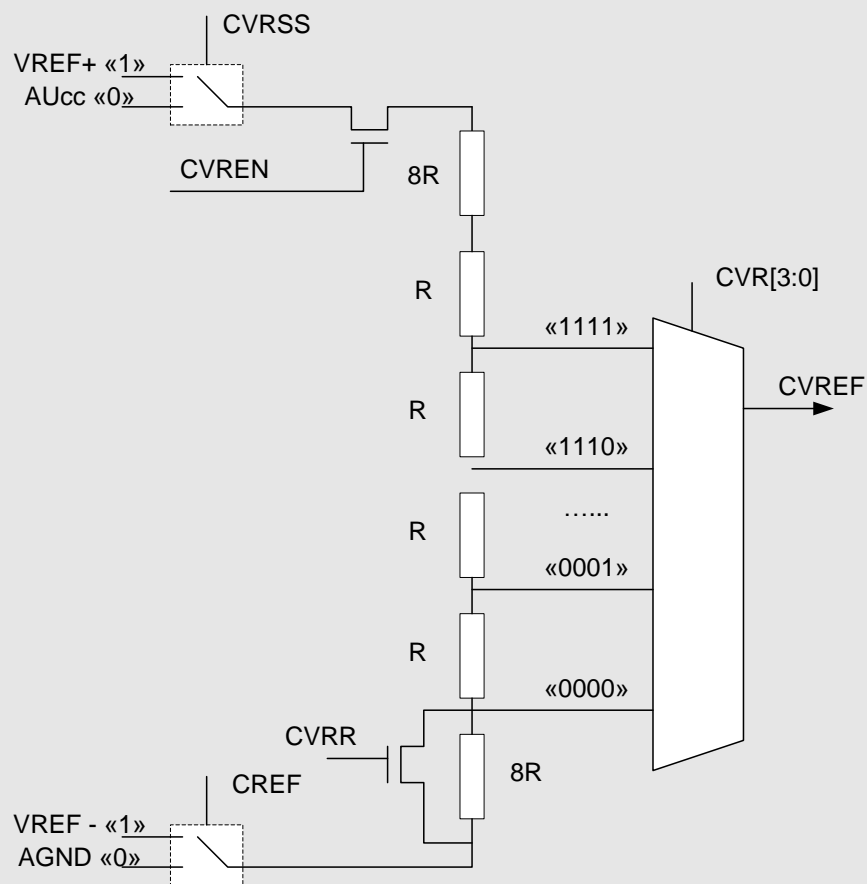 CVRSS
VREF+ «1»
AUcc «0»
CVREN
8R
R
CVR[3:0]
«1111»
CVREF
R
«1110»
R
…...
«0001»
R
«0000»
CVRR
8R
CREF
VREF - «1»
AGND «0»